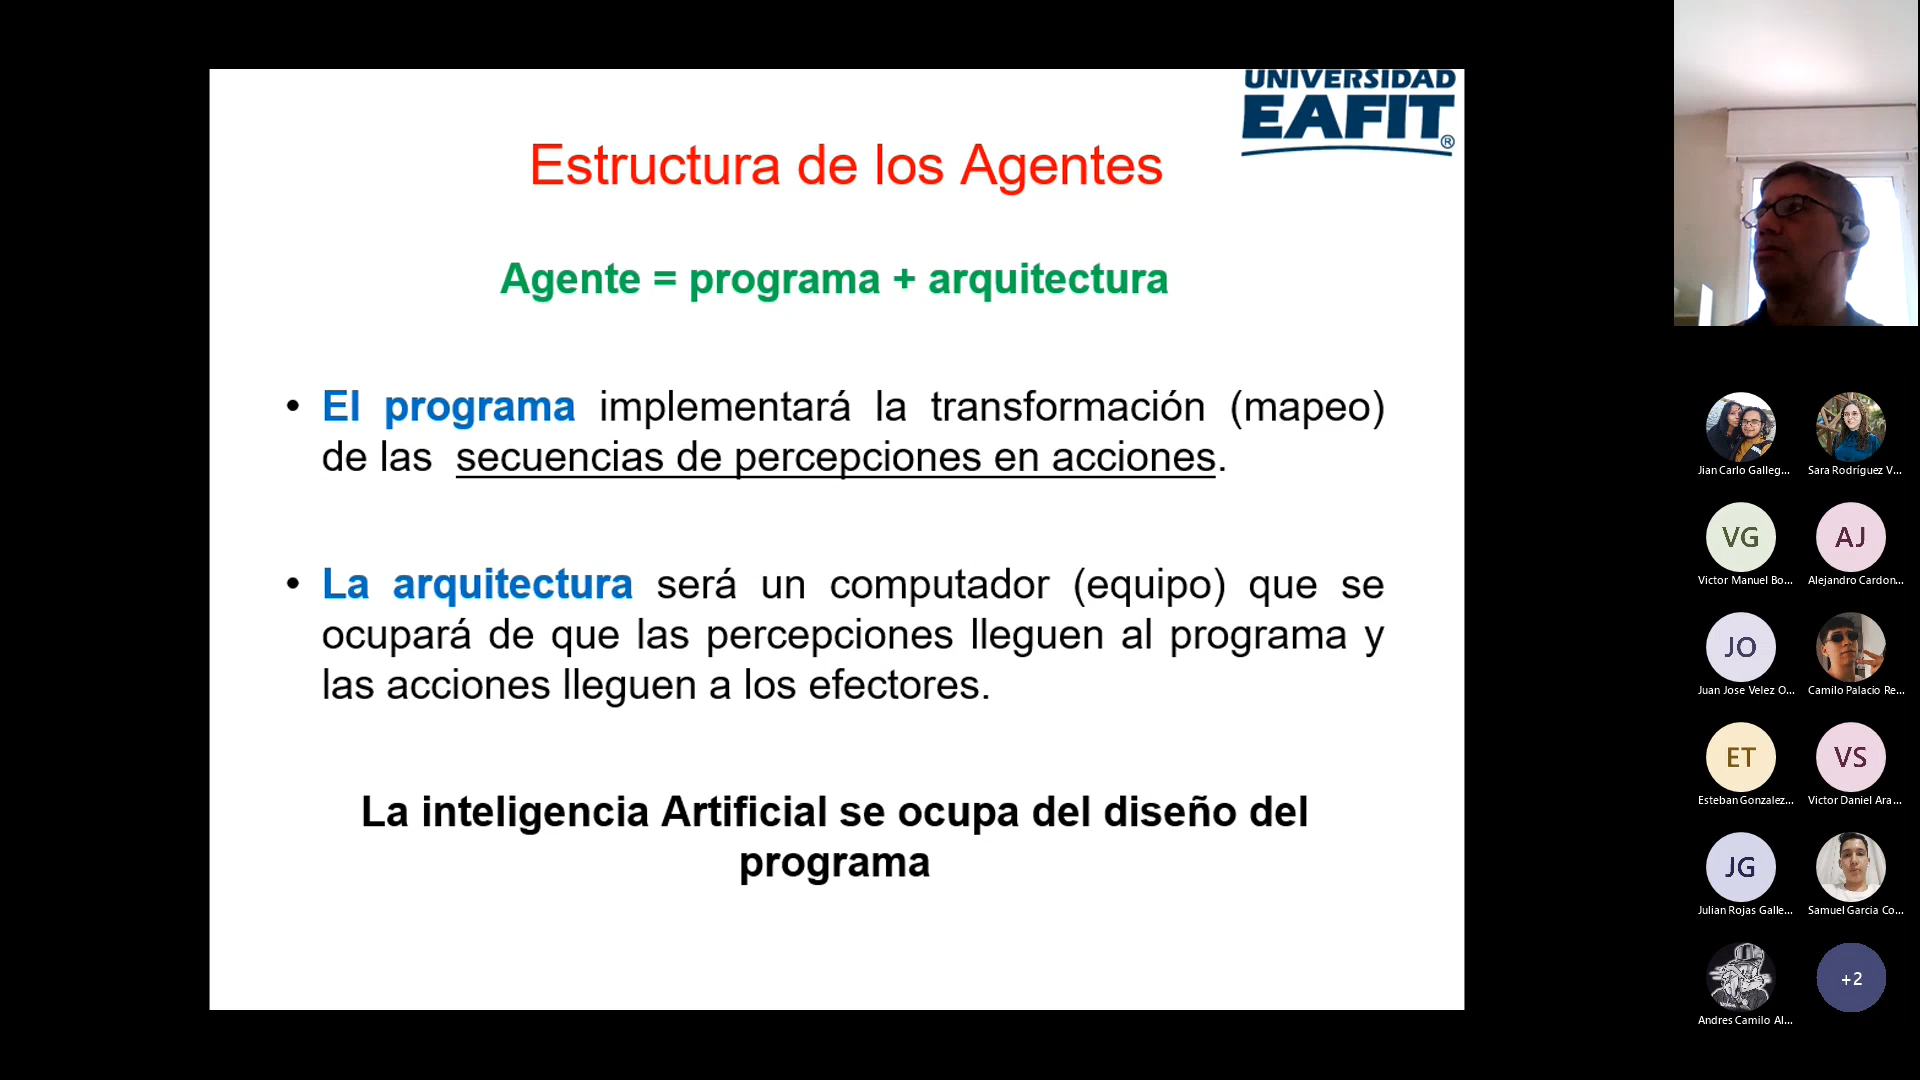 UNIVERSIDAD
EAFIT®
Estructura de los Agentes
Agente = programa + arquitectura
• El programa implementará la transformación (mapeo)
de las secuencias de percepciones en acciones.
• La arquitectura será un computador (equipo) que se
ocupará de que las percepciones lleguen al programa y
las acciones lleguen a los efectores.
La inteligencia Artificial se ocupa del diseño del
programa
Jian Carlo Galleg...
Sara Rodríguez V...
VG
AJ
Victor Manuel Bo...
Alejandro Cardon...
JO
Juan Jose Velez O...
Camilo Palacio Re...
ET
VS
Esteban Gonzalez...
Victor Daniel Ara...
JG
Julian Rojas Galle...
Samuel Garcia Co...
+2
Andres Camilo Al...